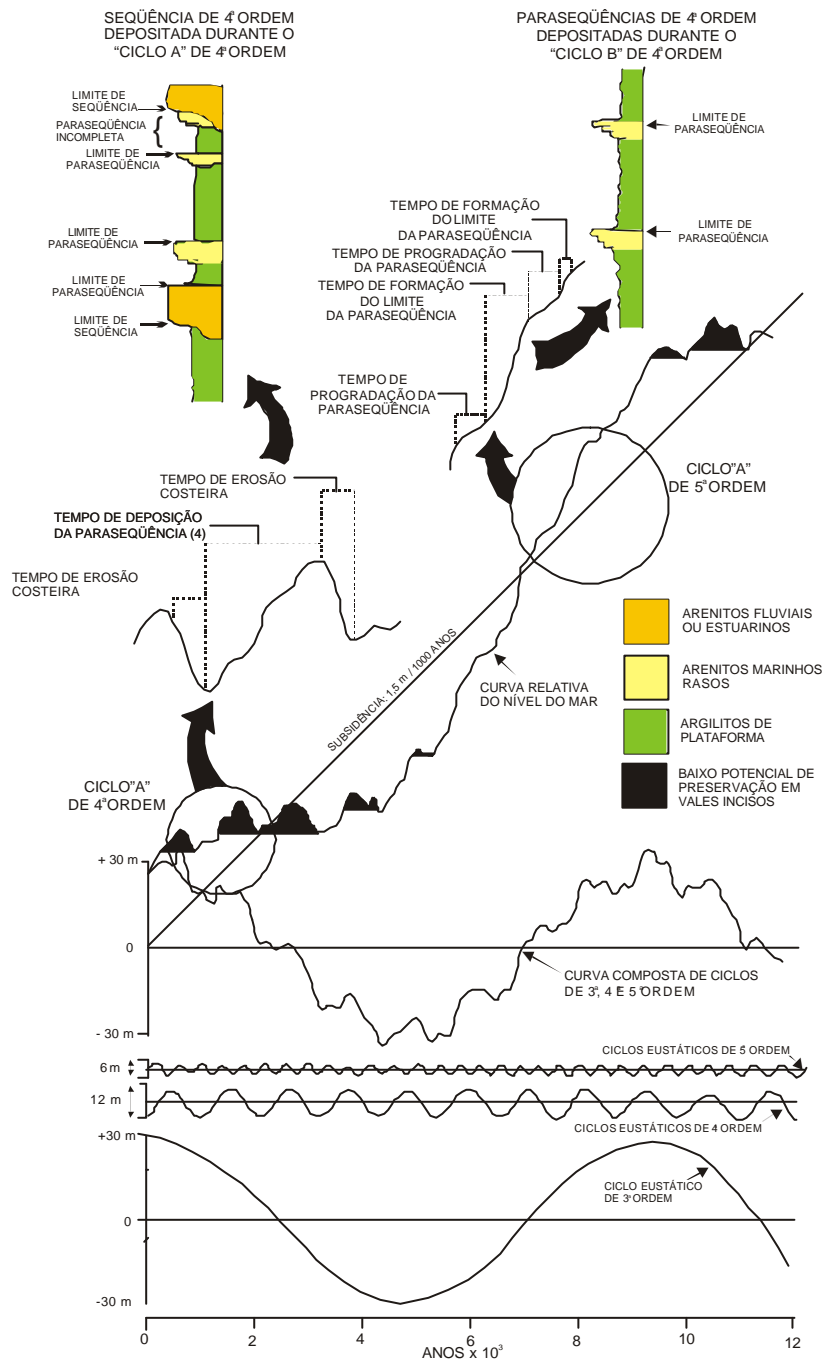 SEQÜÊNCIA DE 4ª ORDEM
DEPOSITADA DURANTE O
“CICLO A” DE 4ª ORDEM
PARASEQÜÊNCIAS DE 4ª ORDEM
DEPOSITADAS DURANTE O
“CICLO B” DE 4ª ORDEM
LIMITE DE
SEQÜÊNCIA
PARASEQÜÊNCIA
INCOMPLETA
LIMITE DE
PARASEQÜÊNCIA
LIMITE DE
PARASEQÜÊNCIA
LIMITE DE
PARASEQÜÊNCIA
LIMITE DE
SEQÜÊNCIA
LIMITE DE
PARASEQÜÊNCIA
LIMITE DE
PARASEQÜÊNCIA
TEMPO DE FORMAÇÃO
DO LIMITE
DA PARASEQÜÊNCIA
TEMPO DE PROGRADAÇÃO
DA PARASEQÜÊNCIA
TEMPO DE FORMAÇÃO
DO LIMITE
DA PARASEQÜÊNCIA
TEMPO DE
PROGRADAÇÃO DA
PARASEQÜÊNCIA
CICLO”A”
DE 5ª ORDEM
TEMPO DE EROSÃO
COSTEIRA
TEMPO DE DEPOSIÇÃO
DA PARASEQÜÊNCIA (4)
TEMPO DE EROSÃO
COSTEIRA
SUBSIDÊNCIA: 1,5 m / 1000 ANOS
CURVA RELATIVA
DO NÍVEL DO MAR
ARENITOS FLUVIAIS
OU ESTUARINOS
ARENITOS MARINHOS
RASOS
ARGILITOS DE
PLATAFORMA
BAIXO POTENCIAL DE
PRESERVAÇÃO EM
VALES INCISOS
CICLO”A”
DE 4ª ORDEM
+ 30 m
0
- 30 m
CURVA COMPOSTA DE CICLOS
DE 3ª, 4ª E 5ª ORDEM
6 m
CICLOS EUSTÁTICOS DE 5ª ORDEM
12 m
CICLOS EUSTÁTICOS DE 4 ORDEM
+30 m
0
-30 m
CICLO EUSTÁTICO
DE 3ª ORDEM
0 2 4 6 8 10 12
ANOS x 10³